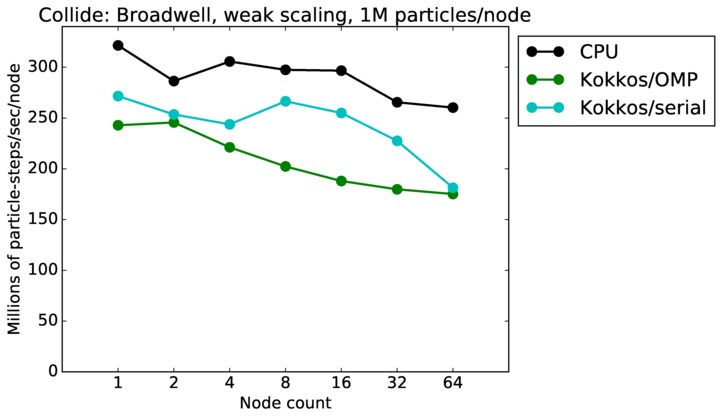 Collide: Broadwell, weak scaling, 1M particles/node
CPU
Kokkos/OMP
Kokkos/serial
Millions of particle-steps/sec/node
300
250
200
150
100
50
0
1 2 4 8 16 32 64
Node count